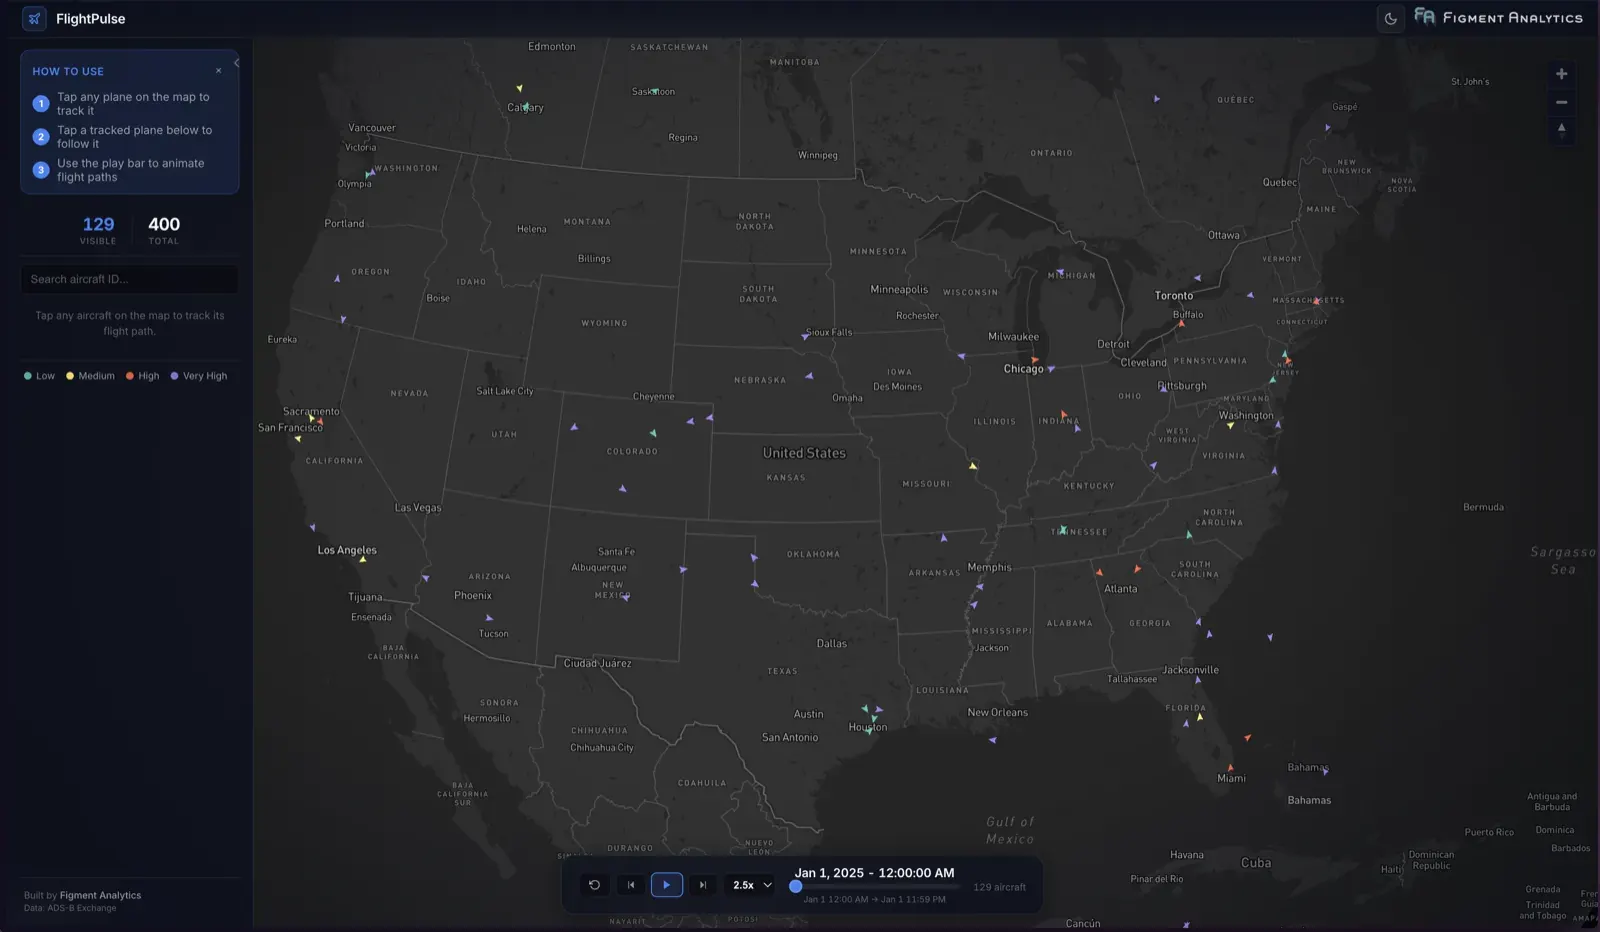 FlightPulse
FA FIGMENT ANALYTICS
HOW TO USE
×
1 Tap any plane on the map to
track it
2 Tap a tracked plane below to
follow it
3 Use the play bar to animate
flight paths
129
VISIBLE
400
TOTAL
Search aircraft ID...
Tap any aircraft on the map to track its
flight path.
Low
Medium
High
Very High
Built by Figment Analytics
Data: ADS-B Exchange
Edmonton
SASKATCHEWAN
MANITOBA
St. John's
Calgary
Saskatoon
QUEBEC
Gaspé
Vancouver
Regina
Victoria
Winnipeg
ONTARIO
WASHINGTON
NEW
BRUNSWICK
Olympia
Quebec
NOVA
SCOTIA
MAINE
Portland
MONTANA
NORTH
DAKOTA
Helena
Ottawa
MINNESOTA
Billings
VERMONT
OREGON
IDAHO
MICHIGAN
Boise
SOUTH
DAKOTA
Minneapolis
WISCONSIN
Toronto
MASSACHUSETTS
Rochester
Buffalo
WYOMING
CONNECTICUT
Sioux Falls
Eureka
Milwaukee
Detroit
Chicago
Cleveland
PENNSYLVANIA
NEW
JERSEY
IOWA
NEBRASKA
Des Moines
Pittsburgh
Salt Lake City
NEVADA
Cheyenne
Omaha
OHIO
MARYLAND
Sacramento
Washington
San Francisco
ILLINOIS
INDIANA
UTAH
WEST
VIRGINIA
COLORADO
United States
VIRGINIA
CALIFORNIA
KANSAS
MISSOURI
KENTUCKY
Las Vegas
Bermuda
NORTH
CAROLINA
TENNESSEE
Los Angeles
Santa Fe
OKLAHOMA
Sargasso
Sea
Albuquerque
Memphis
ARIZONA
ARKANSAS
SOUTH
CAROLINA
NEW
MEXICO
Phoenix
Atlanta
Tijuana
Ensenada
ALABAMA
GEORGIA
Tucson
MISSISSIPPI
Dallas
Jackson
BAJA
CALIFORNIA
Ciudad Juárez
TEXAS
Jacksonville
Tallahassee
LOUISIANA
SONORA
Hermosillo
FLORIDA
Austin
New Orleans
CHIHUAHUA
Houston
San Antonio
Chihuahua City
Bahamas
Miami
COAHUILA
BAJA
CALIFORNIA
SUR
Bahamas
Antigua and
Barbuda
Gulf of
Mexico
Puerto Rico
Dominica
DURANGO
NUEVO
LEÓN
Havana
Cuba
Barbados
Dominican
Republic
Haiti
Pinar del Río
Grenada
Trinidad
and Tobago
Cancún
NAYARIT
POTOSÍ
2.5x
Jan 1, 2025 - 12:00:00 AM
129 aircraft
Jan 1 12:00 AM → Jan 1 11:59 PM